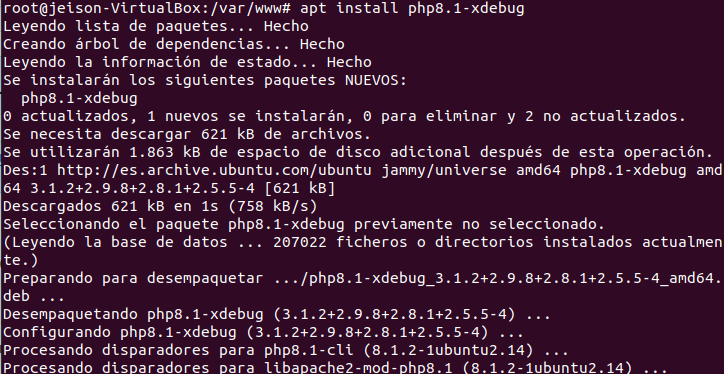 root@jeison-VirtualBox:/var/www# apt install php8.1-xdebug
Leyendo lista de paquetes... Hecho
Creando árbol de dependencias... Hecho
Leyendo la información de estado... Hecho
Se instalarán los siguientes paquetes NUEVOS:
  php8.1-xdebug
0 actualizados, 1 nuevos se instalarán, 0 para eliminar y 2 no actualizados.
Se necesita descargar 621 kB de archivos.
Se utilizarán 1.863 kB de espacio de disco adicional después de esta operación.
Des:1 http://es.archive.ubuntu.com/ubuntu jammy/universe amd64 php8.1-xdebug amd
64 3.1.2+2.9.8+2.8.1+2.5.5-4 [621 kB]
Descargados 621 kB en 1s (758 kB/s)
Seleccionando el paquete php8.1-xdebug previamente no seleccionado.
(Leyendo la base de datos ... 207022 ficheros o directorios instalados actualmen
te.)
Preparando para desempaquetar .../php8.1-xdebug_3.1.2+2.9.8+2.8.1+2.5.5-4_amd64.
deb ...
Desempaquetando php8.1-xdebug (3.1.2+2.9.8+2.8.1+2.5.5-4) ...
Configurando php8.1-xdebug (3.1.2+2.9.8+2.8.1+2.5.5-4) ...
Procesando disparadores para php8.1-cli (8.1.2-1ubuntu2.14) ...
Procesando disparadores para libapache2-mod-php8.1 (8.1.2-1ubuntu2.14) ...